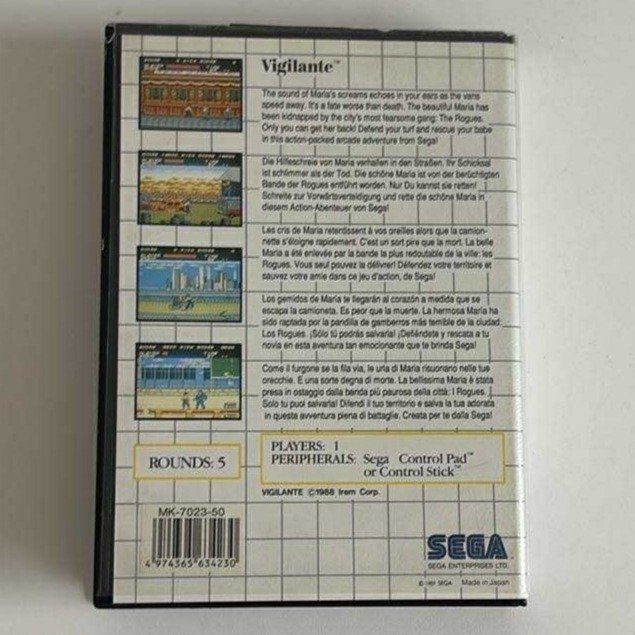 Vigilante™
The sound of Maria's screams echoes in your ears as the vans
speed away. It's a fate worse than death. The beautiful Maria has
been kidnapped by the city's most fearsome gang: The Rogues.
Only you can get her back! Defend your turf and rescue your babe
in this action-packed arcade adventure from Sega!
Die Hilfeschreie von Maria verhallen in den Straßen. Ihr Schicksal
ist schlimmer als der Tod. Die schöne Maria ist von der berüchtigten
Bande der Rogues entführt worden. Nur Du kannst sie retten!
Schreite zur Vorwärtsverteidigung und rette die schöne Maria in
diesem Action-Abenteuer von Sega!
Les cris de Maria retentissent à vos oreilles alors que la camion-
nette s'éloigne rapidement. C'est un sort pire que la mort. La belle
Maria a été enlevée par la bande la plus redoutable de la ville: les
Rogues. Vous seul pouvez la délivrer! Défendez votre territoire et
sauvez votre amie dans ce jeu d'action, de Sega!
Los gemidos de Maria te llegarán al corazón a medida que se
escapa la camioneta. Es peor que la muerte. La hermosa Maria ha
sido raptada por la pandilla de gamberros más temible de la ciudad:
Los Rogues. ¡Sólo tú podrás salvarla! ¡Defiéndete y rescata a tu
novia en esta aventura tan emocionante que te brinda Sega!
Come il furgone se la fila via, le urla di Maria risuonano nelle tue
orecchie. E una sorte degna di morte. La bellissima Maria è stata
presa in ostaggio dalla banda più paurosa della città: I Rogues.
Solo tu puoi salvarla! Difendi il tuo territorio e salva la tua adorata
in questa avventura piena di battaglie. Creata per te dalla Sega!
ROUNDS: 5
PLAYERS: 1
PERIPHERALS: Sega Control Pad™
or Control Stick™
VIGILANTE ©1988 Irem Corp.
MK-7023-50
4 974365 634230
SEGA
SEGA ENTERPRISES LTD.
SEGA Made in Japan